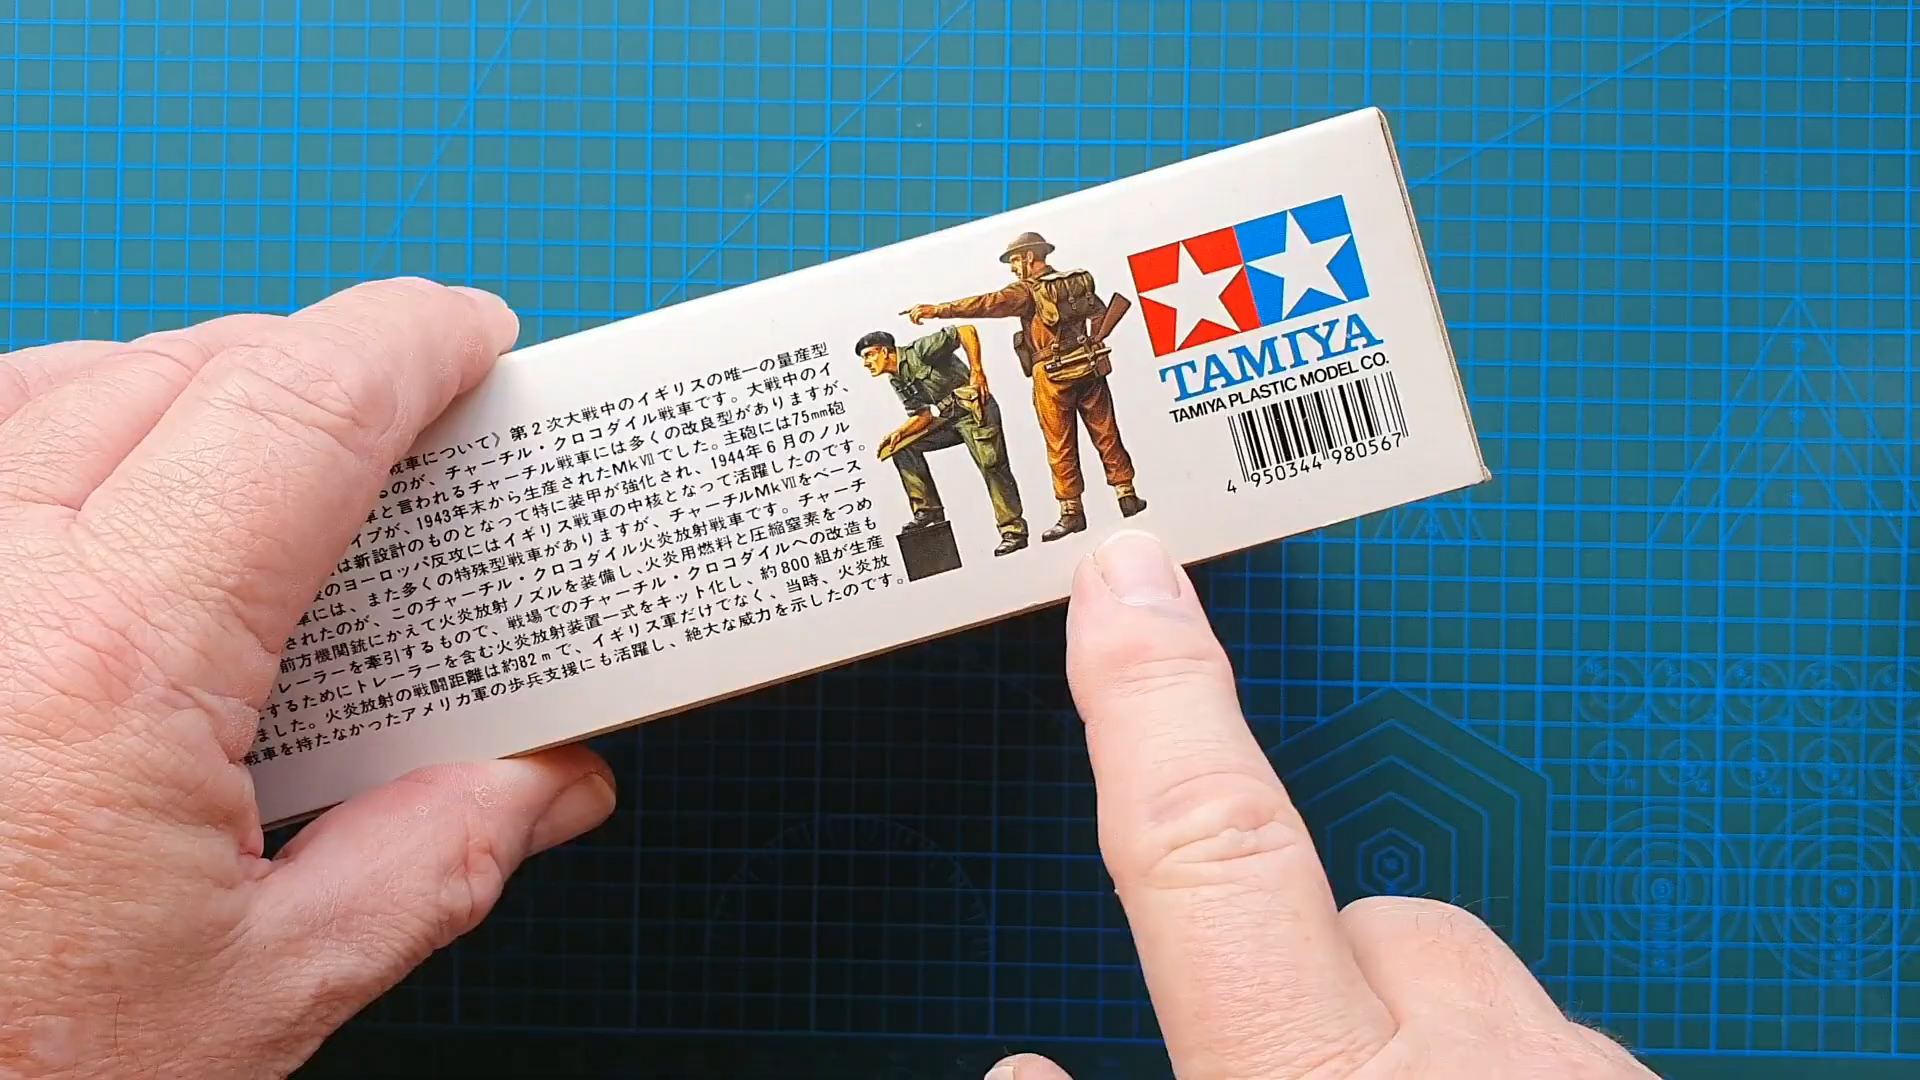 戦車について》第2次大戦中のイギリスの唯一の量産型
るのが、チャーチル・クロコダイル戦車です。大戦中のイ
車と言われるチャーチル戦車には多くの改良型がありますが、
イプが、1943年末から生産されたMkⅦでした。主砲には75mm砲
は新設計のものとなって特に装甲が強化され、1944年6月のノル
後のヨーロッパ反攻にはイギリス戦車の中核となって活躍したのです。
車には、また多くの特殊型戦車がありますが、チャーチルMkⅦをベース
されたのが、このチャーチル・クロコダイル火炎放射戦車です。チャーチ
前方機関銃にかえて火炎放射ノズルを装備し、火炎用燃料と圧縮窒素をつめ
トレーラーを牽引するもので、戦場でのチャーチル・クロコダイルへの改造も
にするためにトレーラーを含む火炎放射装置一式をキット化し、約800組が生産
ました。火炎放射の戦闘距離は約82mで、イギリス軍だけでなく、当時、火炎放
戦車を持たなかったアメリカ軍の歩兵支援にも活躍し、絶大な威力を示したのです。
TAMIYA
TAMIYA PLASTIC MODEL CO.
4 950344 980567